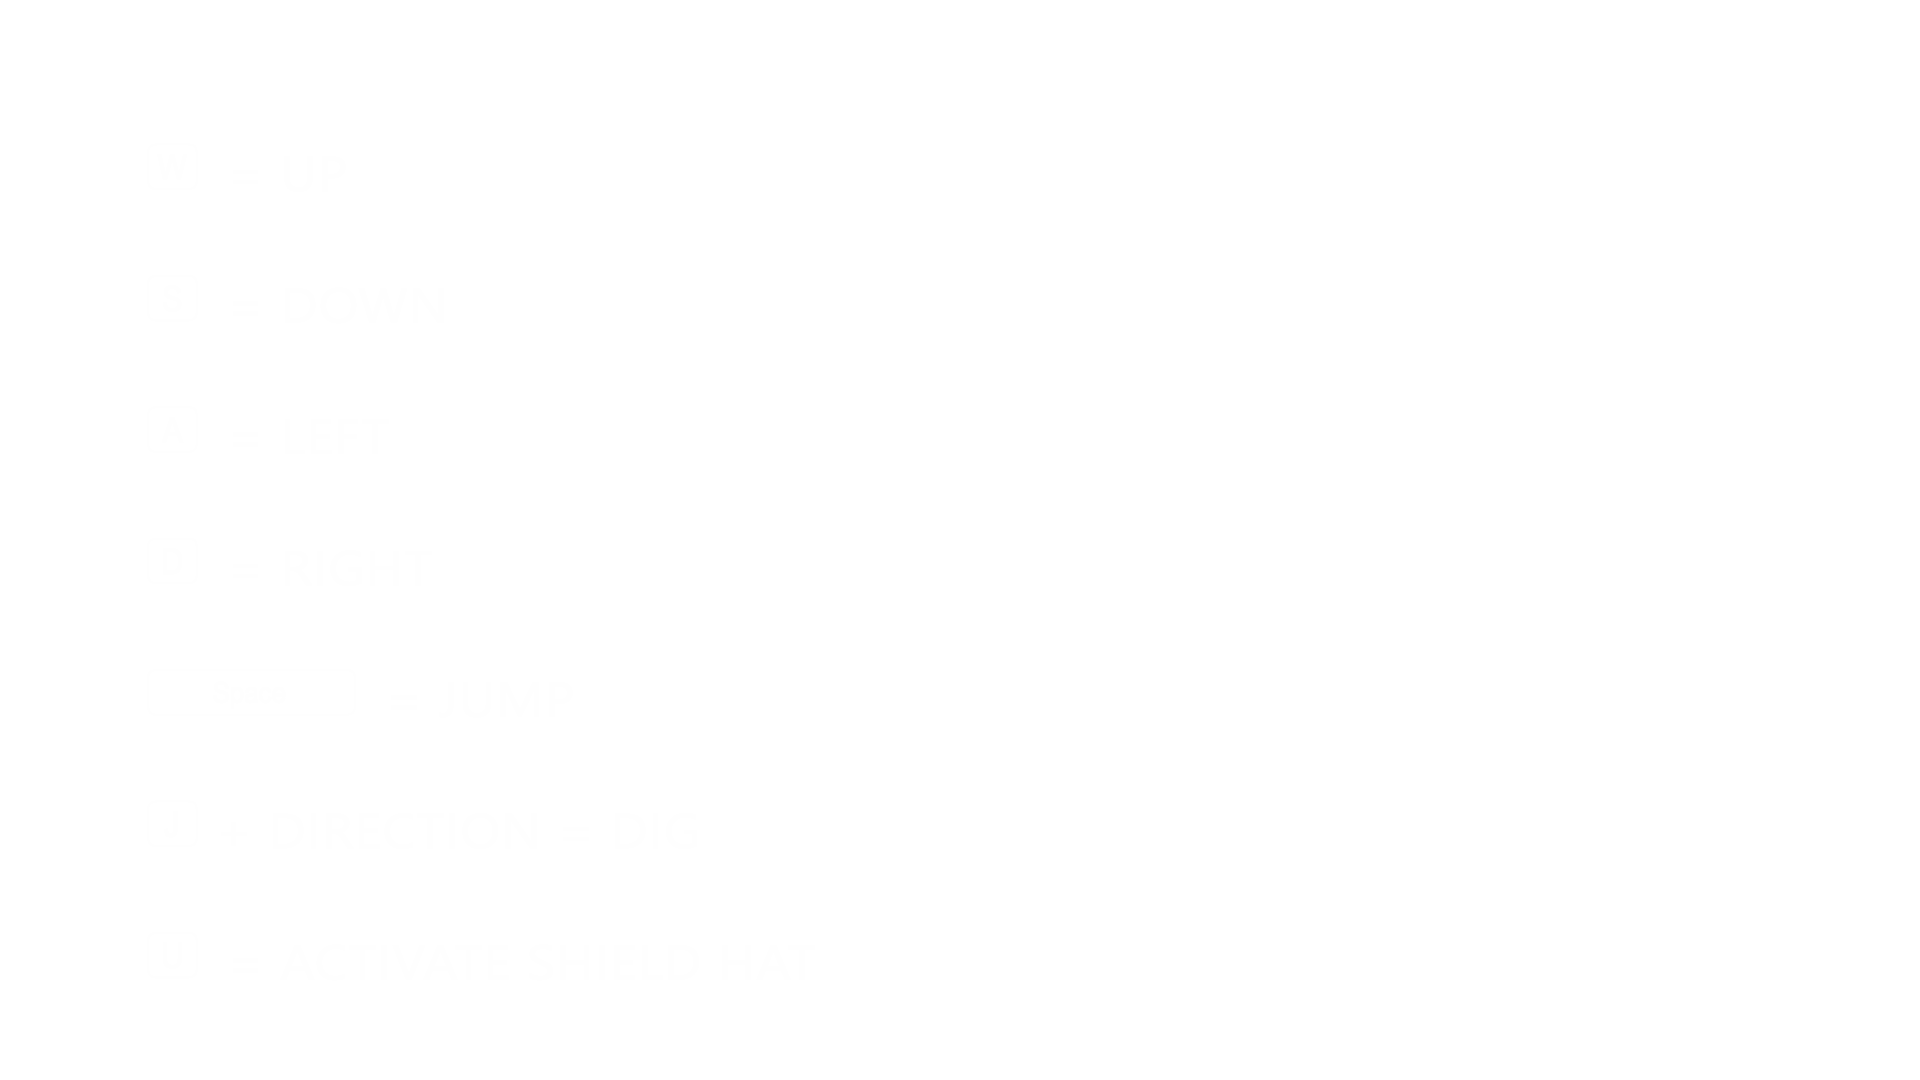 W = UP
S = DOWN
A = LEFT
D = RIGHT
= JUMP
+ DIRECTION = DIG
= ACTIVATE SHIELD HAT